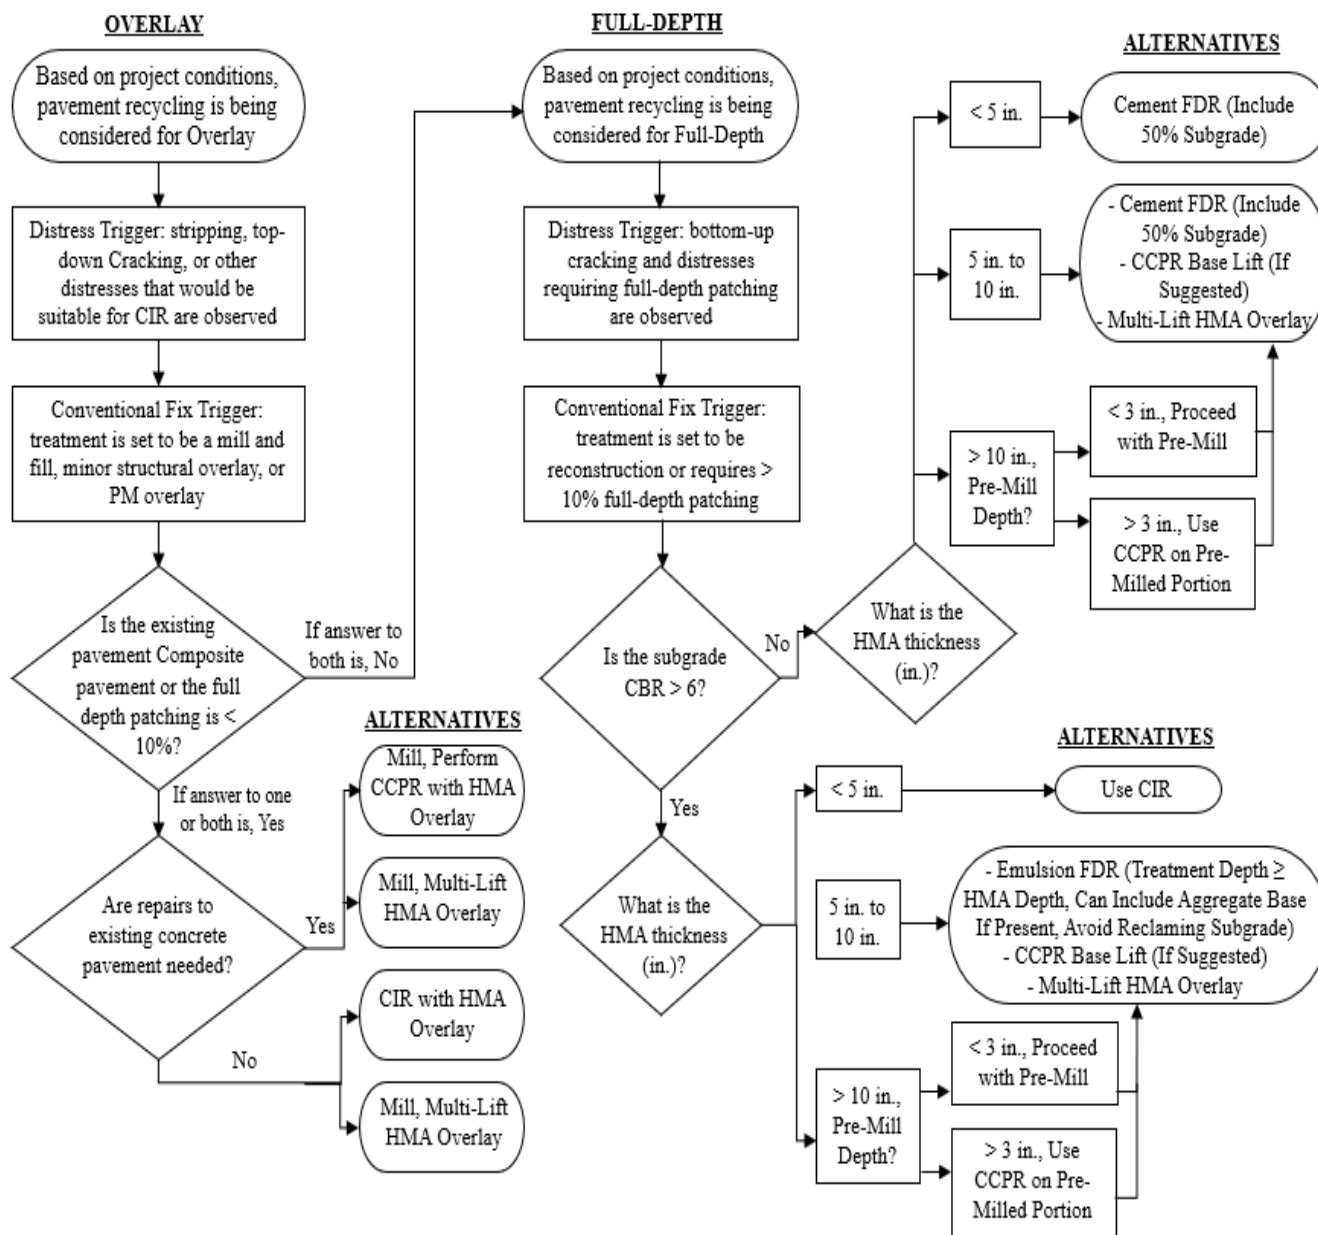 OVERLAY
Based on project conditions,
pavement recycling is being
considered for Overlay
Distress Trigger: stripping, top-
down Cracking, or other
distresses that would be
suitable for CIR are observed
Conventional Fix Trigger:
treatment is set to be a mill and
fill, minor structural overlay, or
PM overlay
Is the existing
pavement Composite
pavement or the full
depth patching is <
10%?
If answer to
both is, No
If answer to one
or both is, Yes
Are repairs to
existing concrete
pavement needed?
Yes
No
ALTERNATIVES
Mill, Perform
CCPR with HMA
Overlay
Mill, Multi-Lift
HMA Overlay
CIR with HMA
Overlay
Mill, Multi-Lift
HMA Overlay
FULL-DEPTH
Based on project conditions,
pavement recycling is being
considered for Full-Depth
Distress Trigger: bottom-up
cracking and distresses
requiring full-depth patching
are observed
Conventional Fix Trigger:
treatment is set to be
reconstruction or requires >
10% full-depth patching
Is the subgrade
CBR > 6?
No
Yes
What is the
HMA thickness
(in.)?
ALTERNATIVES
< 5 in.
Cement FDR (Include
50% Subgrade)
5 in. to
10 in.
- Cement FDR (Include
50% Subgrade)
- CCPR Base Lift (If
Suggested)
- Multi-Lift HMA Overlay
> 10 in.,
Pre-Mill
Depth?
< 3 in., Proceed
with Pre-Mill
> 3 in., Use
CCPR on Pre-
Milled Portion
What is the
HMA thickness
(in.)?
ALTERNATIVES
< 5 in.
Use CIR
5 in. to
10 in.
- Emulsion FDR (Treatment Depth ≥
HMA Depth, Can Include Aggregate Base
If Present, Avoid Reclaming Subgrade)
- CCPR Base Lift (If Suggested)
- Multi-Lift HMA Overlay
> 10 in.,
Pre-Mill
Depth?
< 3 in., Proceed
with Pre-Mill
> 3 in., Use
CCPR on Pre-
Milled Portion